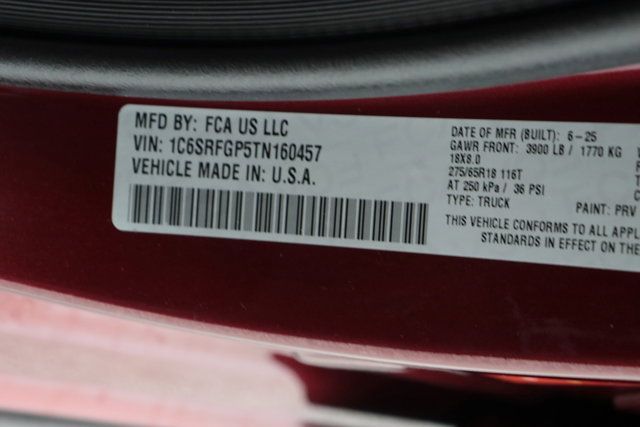 MFD BY: FCA US LLC
VIN: 1C6SRFGP5TN160457
VEHICLE MADE IN: U.S.A.
DATE OF MFR (BUILT): 6-25
GAWR FRONT: 3900 LB / 1770 KG
18X8.0
275/65R18 116T
AT 250 kPa / 36 PSI
TYPE: TRUCK
PAINT: PRV
THIS VEHICLE CONFORMS TO ALL APPL
STANDARDS IN EFFECT ON THE